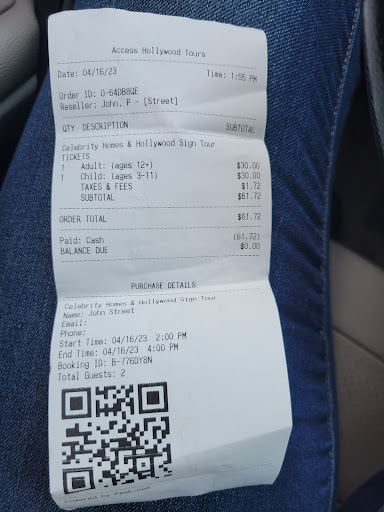 Access Hollywood Tours
Date: 04/16/23 Time: 1:55 PM
Order ID: O-64DB8QE
Reseller: John. P - [Street]
QTY DESCRIPTION SUBTOTAL
Celebrity Homes & Hollywood Sign Tour
TICKETS
1 Adult: (ages 12+) $30.00
1 Child: (ages 3-11) $30.00
TAXES & FEES $1.72
SUBTOTAL $61.72
ORDER TOTAL $61.72
Paid: Cash (61.72)
BALANCE DUE $0.00
PURCHASE DETAILS
Celebrity Homes & Hollywood Sign Tour
Name: John Street
Email:
Phone:
Start Time: 04/16/23 2:00 PM
End Time: 04/16/23 4:00 PM
Booking ID: B-776DY8N
Total Guests: 2
Powered by